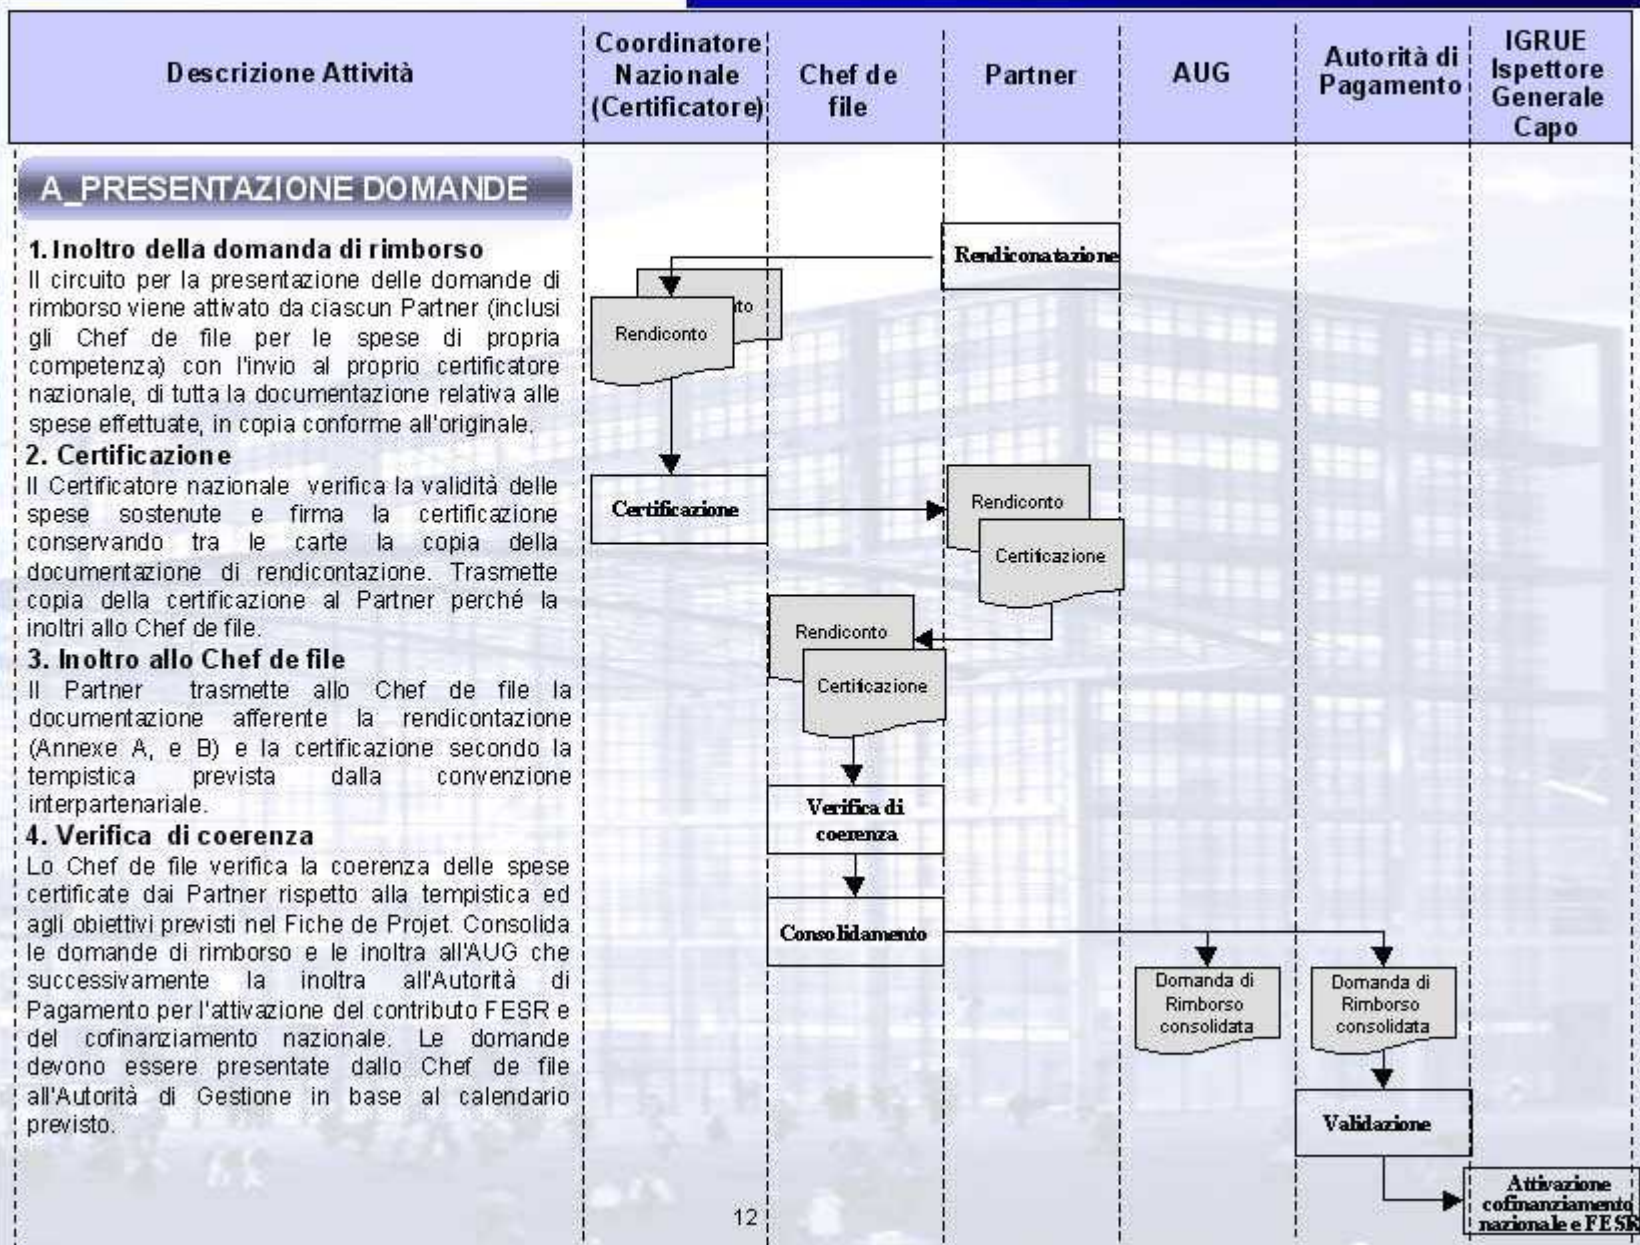 Descrizione Attività
Coordinatore
Nazionale
(Certificatore)
Chef de
file
Partner
AUG
Autorità di
Pagamento
IGRUE
Ispettore
Generale
Capo
A_PRESENTAZIONE DOMANDE
1. Inoltro della domanda di rimborso
Il circuito per la presentazione delle domande di
rimborso viene attivato da ciascun Partner (inclusi
gli Chef de file per le spese di propria
competenza) con l'invio al proprio certificatore
nazionale, di tutta la documentazione relativa alle
spese effettuate, in copia conforme all'originale.
2. Certificazione
Il Certificatore nazionale verifica la validità delle
spese sostenute e firma la certificazione
conservando tra le carte la copia della
documentazione di rendicontazione. Trasmette
copia della certificazione al Partner perché la
inoltri allo Chef de file.
3. Inoltro allo Chef de file
Il Partner trasmette allo Chef de file la
documentazione afferente la rendicontazione
(Annexe A, e B) e la certificazione secondo la
tempistica prevista dalla convenzione
interpartenariale.
4. Verifica di coerenza
Lo Chef de file verifica la coerenza delle spese
certificate dai Partner rispetto alla tempistica ed
agli obiettivi previsti nel Fiche de Projet. Consolida
le domande di rimborso e le inoltra all'AUG che
successivamente la inoltra all'Autorità di
Pagamento per l'attivazione del contributo FESR e
del cofinanziamento nazionale. Le domande
devono essere presentate dallo Chef de file
all'Autorità di Gestione in base al calendario
previsto.
Rendiconatazione
to
Rendiconto
Certificazione
Rendiconto
Certificazione
Rendiconto
Certificazione
Verifica di
coerenza
Consolidamento
Domanda di
Rimborso
consolidata
Domanda di
Rimborso
consolidata
Validazione
Attivazione
cofinanziamento
nazionale e FESR
12